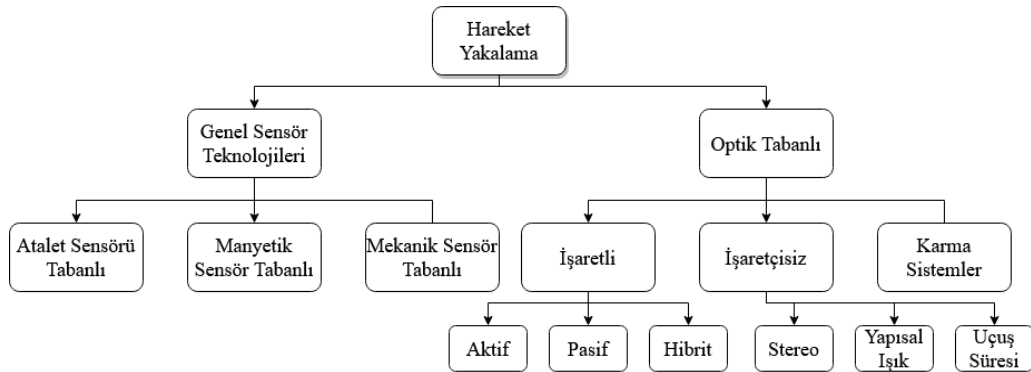 Hareket
Yakalama
Genel Sensör
Teknolojileri
Optik Tabanlı
Atalet Sensörü
Tabanlı
Manyetik
Sensör Tabanlı
Mekanik Sensör
Tabanlı
İşaretli
İşaretçisiz
Karma
Sistemler
Aktif
Pasif
Hibrit
Stereo
Yapısal
Işık
Uçuş
Süresi